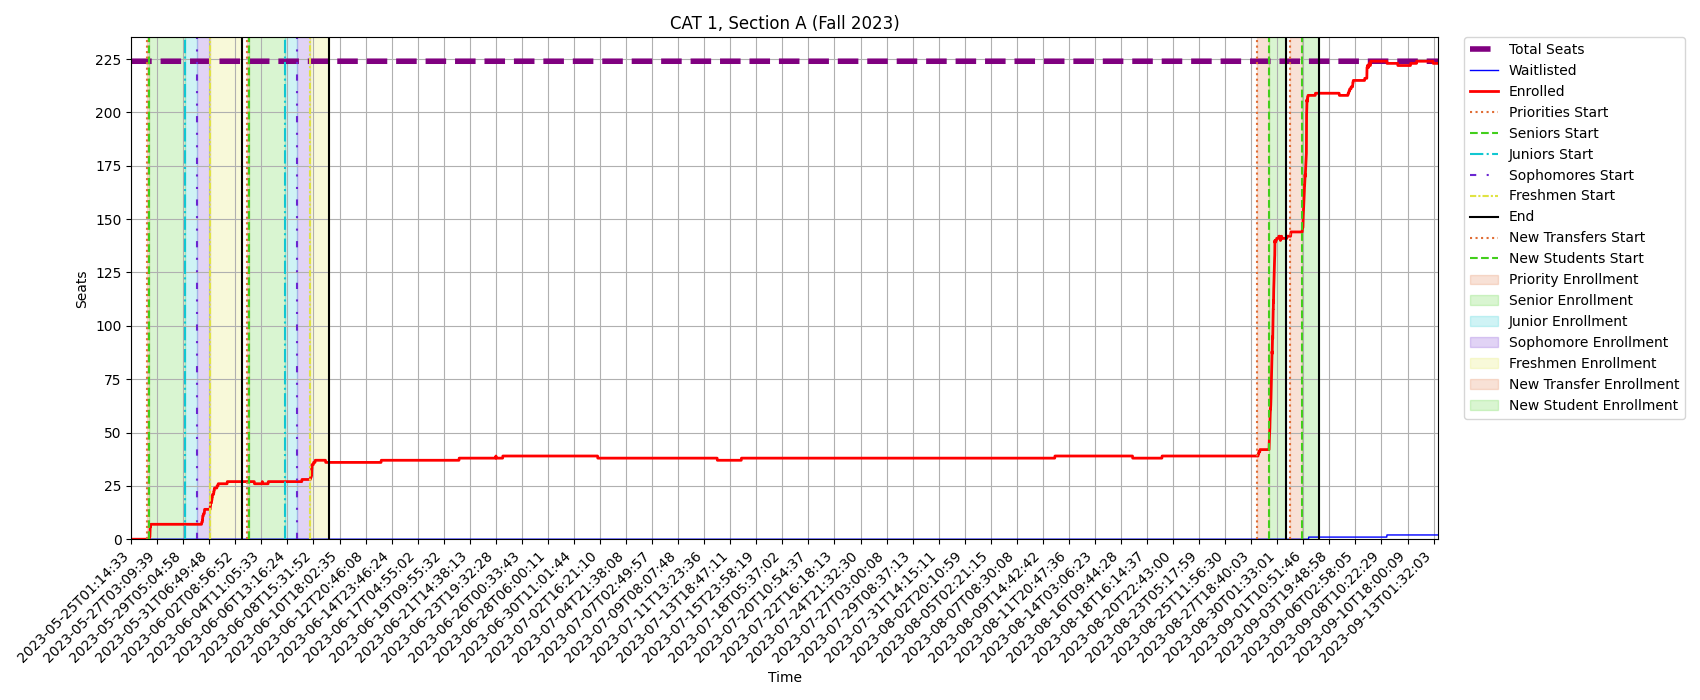 CAT 1, Section A (Fall 2023)
225
200
175
150
125
100
75
50
25
0
Seats
2023-05-25T01:14:33
2023-05-27T03:09:39
2023-05-29T05:04:58
2023-05-31T06:49:48
2023-06-02T08:56:52
2023-06-04T11:05:33
2023-06-06T13:16:24
2023-06-08T15:31:52
2023-06-10T18:02:35
2023-06-12T20:46:08
2023-06-14T23:46:24
2023-06-17T04:55:02
2023-06-19T09:55:32
2023-06-21T14:38:13
2023-06-23T19:32:28
2023-06-26T00:33:43
2023-06-28T06:00:11
2023-06-30T11:01:44
2023-07-02T16:21:10
2023-07-04T21:38:08
2023-07-07T02:49:57
2023-07-09T08:07:48
2023-07-11T13:23:36
2023-07-13T18:47:11
2023-07-15T23:58:19
2023-07-18T05:37:02
2023-07-20T10:54:37
2023-07-22T16:18:13
2023-07-24T21:32:30
2023-07-27T03:00:08
2023-07-29T08:37:13
2023-07-31T14:15:11
2023-08-02T20:10:59
2023-08-05T02:21:15
2023-08-07T08:30:08
2023-08-09T14:42:42
2023-08-11T20:47:36
2023-08-14T03:06:23
2023-08-16T09:44:28
2023-08-18T16:14:37
2023-08-20T22:43:00
2023-08-23T05:17:59
2023-08-25T11:56:30
2023-08-27T18:40:03
2023-08-30T01:33:01
2023-09-01T10:51:46
2023-09-03T19:48:58
2023-09-06T02:58:05
2023-09-08T10:22:29
2023-09-10T18:00:09
2023-09-13T01:32:03
Time
Total Seats
Waitlisted
Enrolled
Priorities Start
Seniors Start
Juniors Start
Sophomores Start
Freshmen Start
End
New Transfers Start
New Students Start
Priority Enrollment
Senior Enrollment
Junior Enrollment
Sophomore Enrollment
Freshmen Enrollment
New Transfer Enrollment
New Student Enrollment